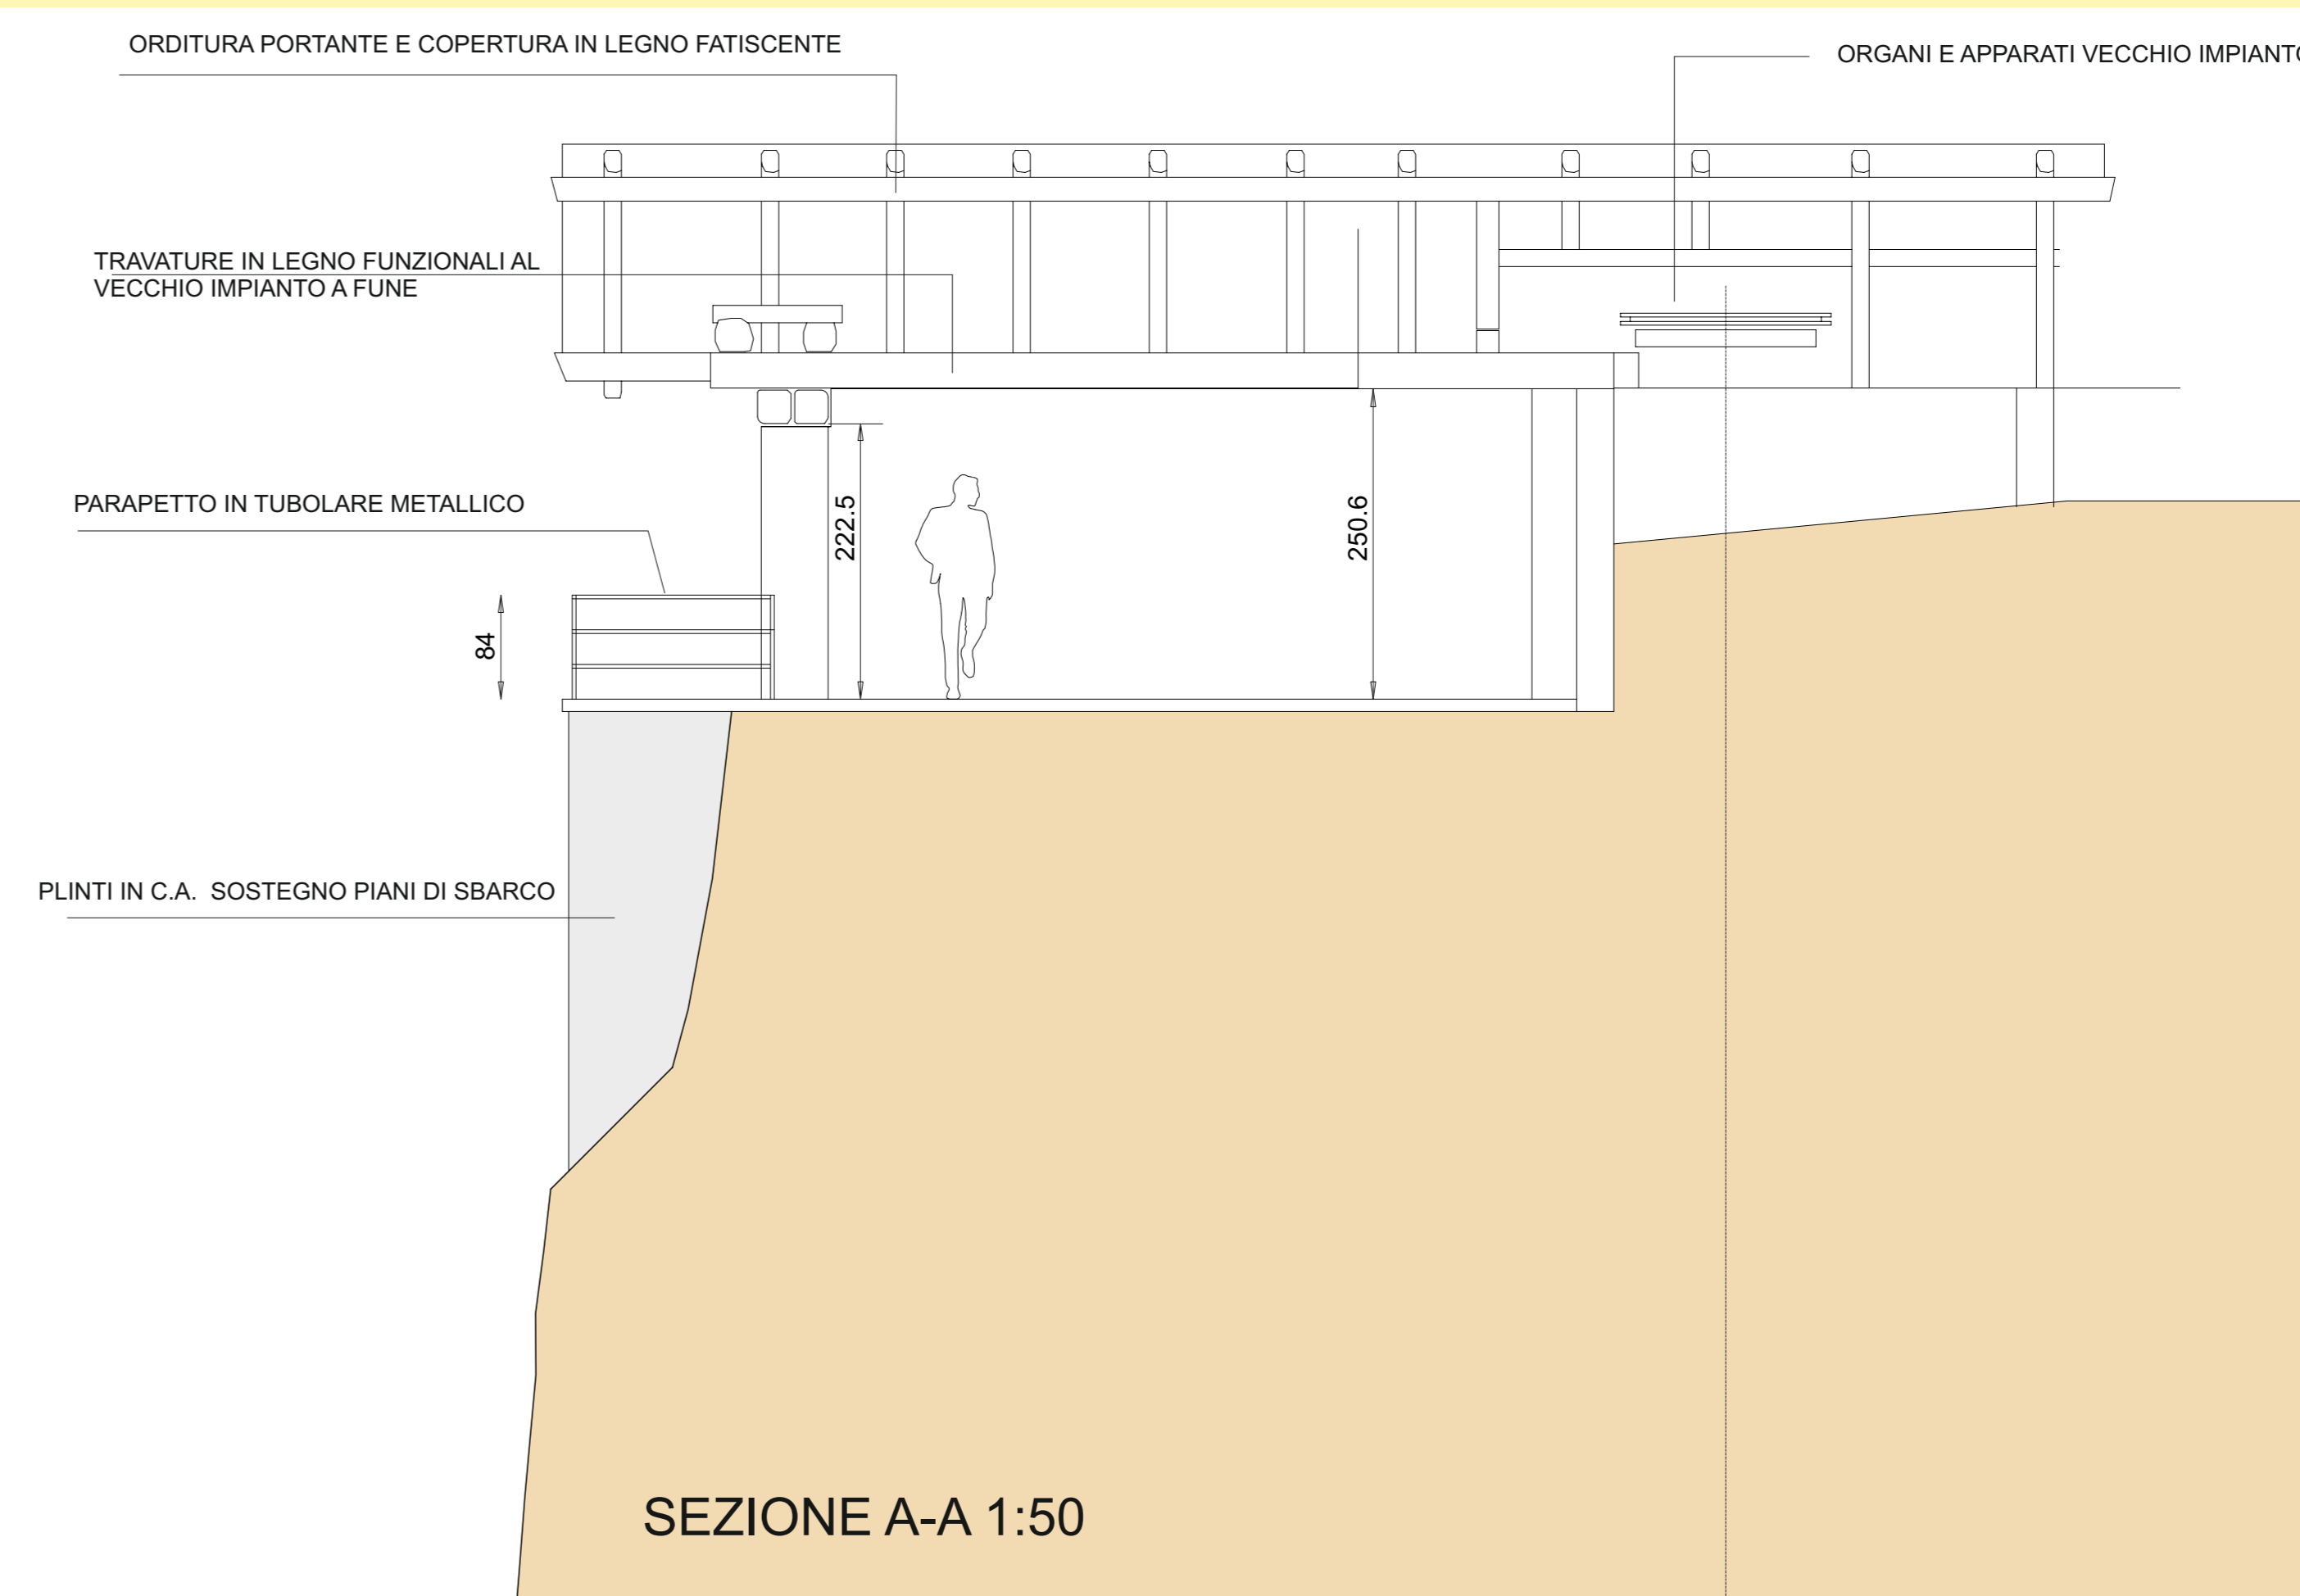 ORDITURA PORTANTE E COPERTURA IN LEGNO FATISCENTE
ORGANI E APPARATI VECCHIO IMPIANTO
TRAVATURE IN LEGNO FUNZIONALI AL
VECCHIO IMPIANTO A FUNE
PARAPETTO IN TUBOLARE METALLICO
222.5
250.6
84
PLINTI IN C.A.  SOSTEGNO PIANI DI SBARCO
SEZIONE A-A 1:50